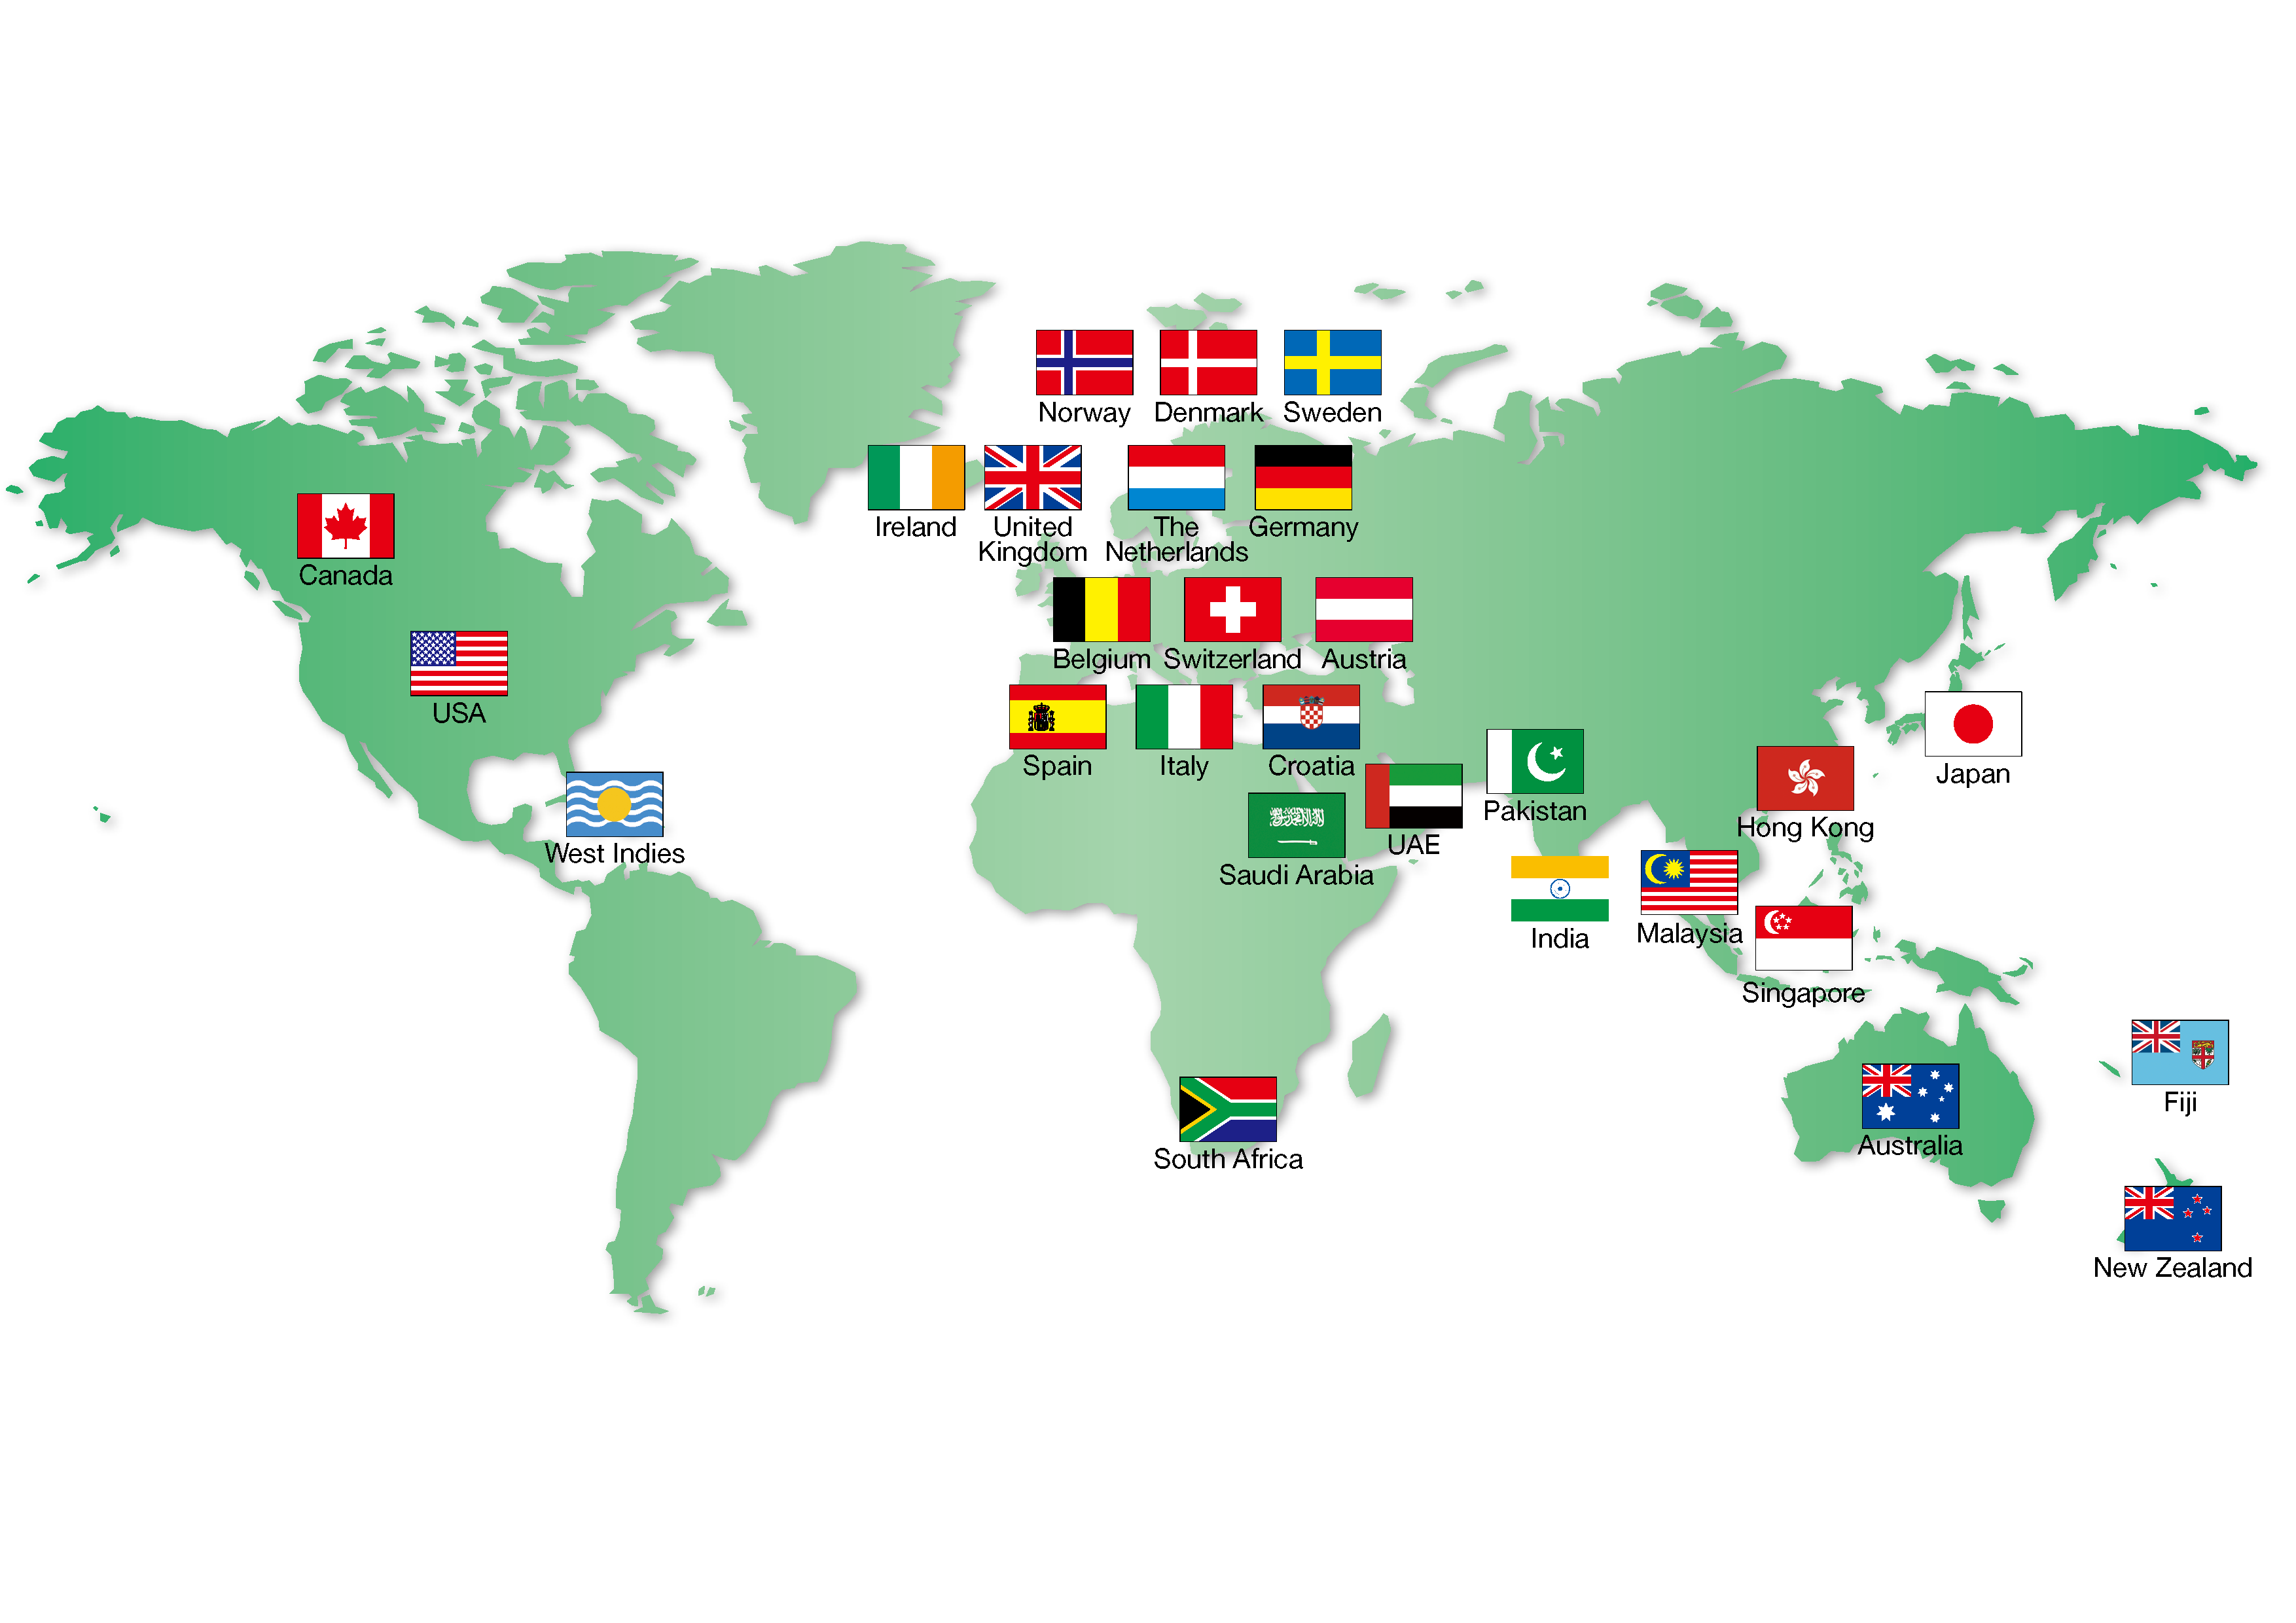 Norway
Denmark
Sweden
Ireland
United
Kingdom
The
Netherlands
Germany
Canada
Belgium
Switzerland
Austria
USA
Spain
Italy
Croatia
Japan
Pakistan
Hong Kong
UAE
West Indies
Saudi Arabia
India
Malaysia
Singapore
Fiji
Australia
South Africa
New Zealand